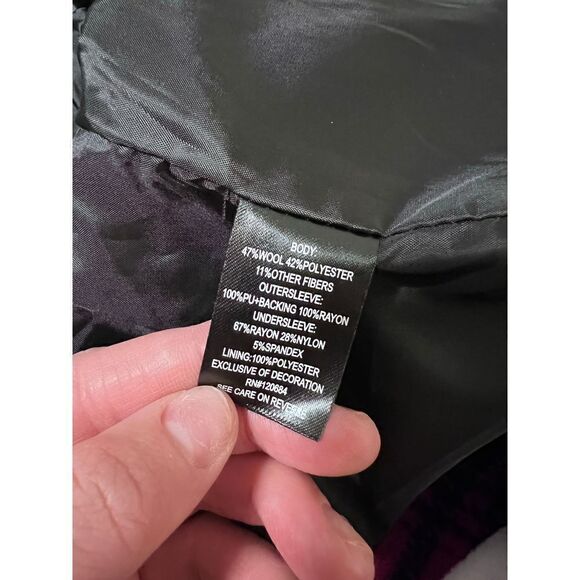 BODY:
47%WOOL 42%POLYESTER
11%OTHER FIBERS
OUTERSLEEVE:
100%PU+BACKING 100%RAYON
UNDERSLEEVE:
67%RAYON 28%NYLON
5%SPANDEX
LINING:100%POLYESTER
EXCLUSIVE OF DECORATION
RN#120684
SEE CARE ON REVERSE